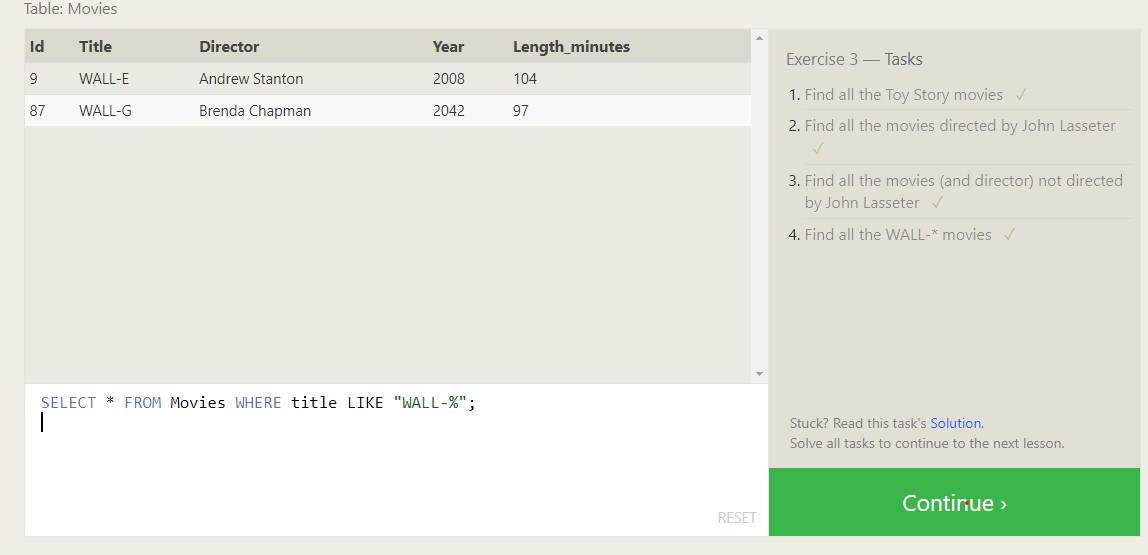 Table: Movies
Id Title Director Year Length_minutes
9 WALL-E Andrew Stanton 2008 104
87 WALL-G Brenda Chapman 2042 97
SELECT * FROM Movies WHERE title LIKE "WALL-%";
RESET
Exercise 3 — Tasks
1. Find all the Toy Story movies ✓
2. Find all the movies directed by John Lasseter
✓
3. Find all the movies (and director) not directed
by John Lasseter ✓
4. Find all the WALL-* movies ✓
Stuck? Read this task's Solution.
Solve all tasks to continue to the next lesson.
Continue ›